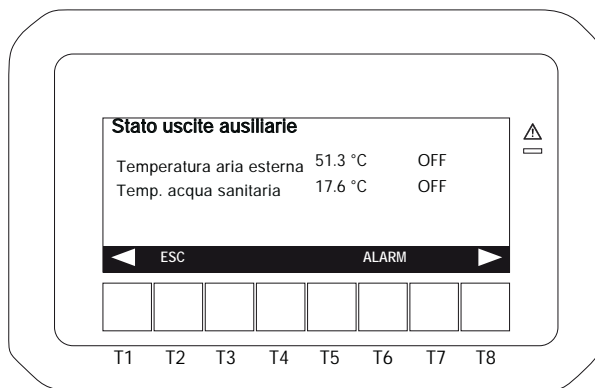 Stato uscite ausiliarie
Temperatura aria esterna 51.3 °C OFF
Temp. acqua sanitaria 17.6 °C OFF
ESC ALARM
T1 T2 T3 T4 T5 T6 T7 T8